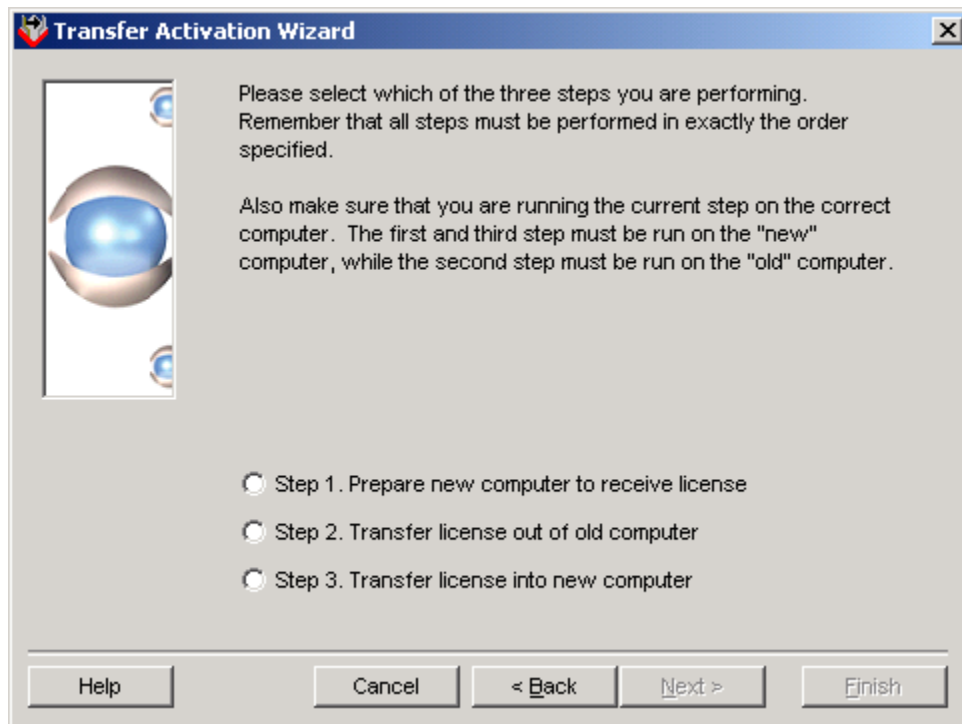 Transfer Activation Wizard
Please select which of the three steps you are performing.
Remember that all steps must be performed in exactly the order
specified.
Also make sure that you are running the current step on the correct
computer.  The first and third step must be run on the "new"
computer, while the second step must be run on the "old" computer.
Step 1. Prepare new computer to receive license
Step 2. Transfer license out of old computer
Step 3. Transfer license into new computer
Help
Cancel
< Back
Next >
Finish